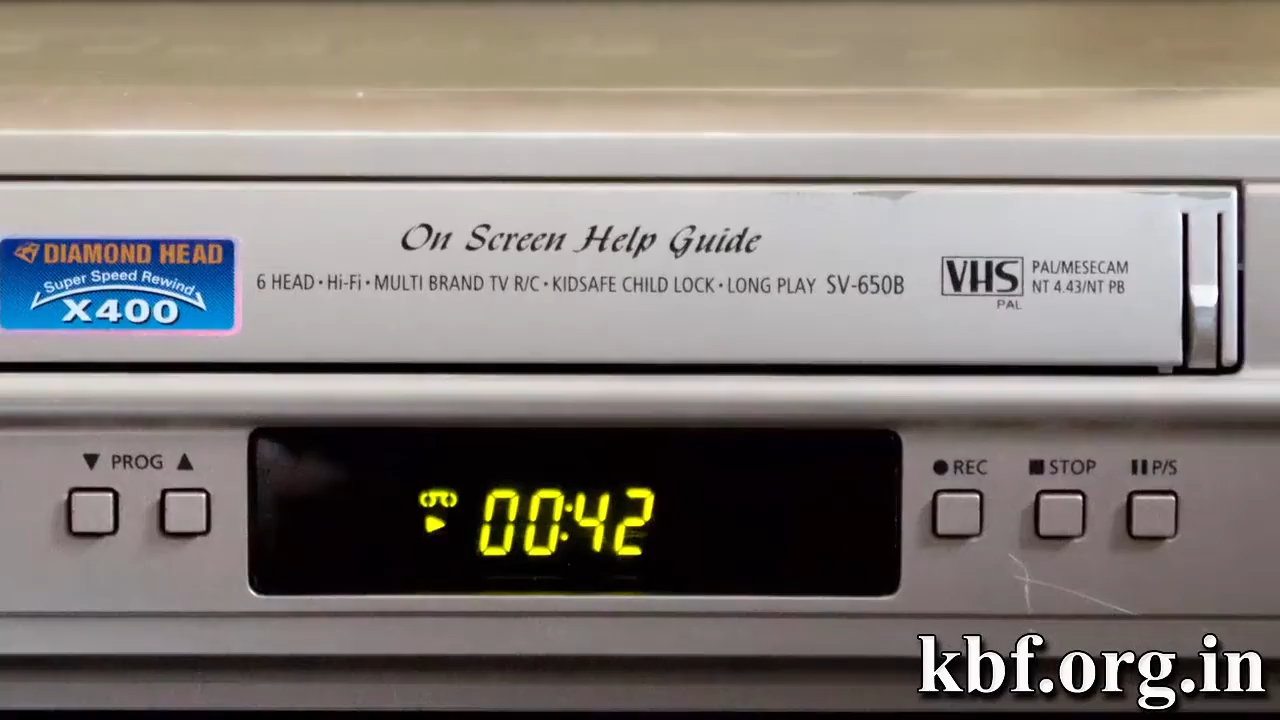 On Screen Help Guide
DIAMOND HEAD
Super Speed Rewind
X400
6 HEAD • Hi-Fi • MULTI BRAND TV R/C • KIDSAFE CHILD LOCK • LONG PLAY SV-650B
VHS
PAL
PAL/MESECAM
NT 4.43/NT PB
▼ PROG ▲
00:42
● REC
■ STOP
▮▮ P/S
kbf.org.in